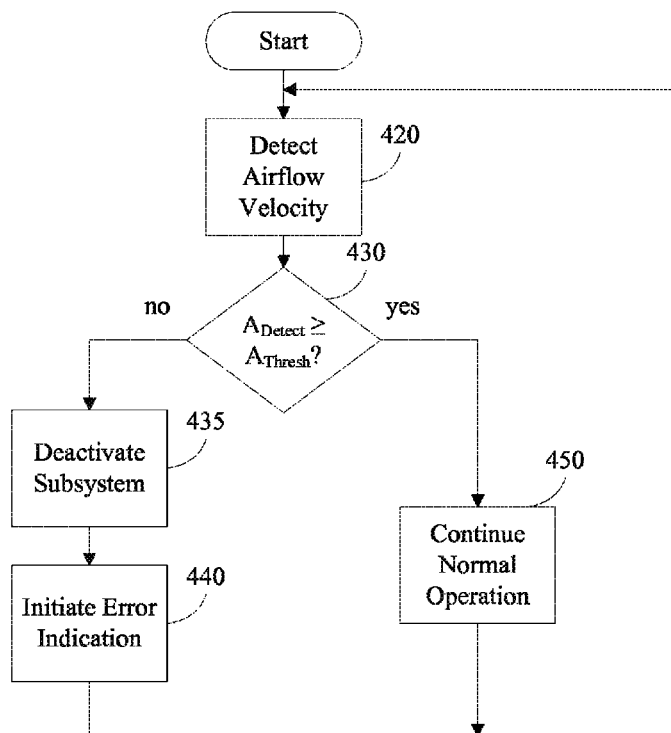 Start
420
Detect
Airflow
Velocity
430
no
yes
A_Detect ≥
A_Thresh?
435
Deactivate
Subsystem
450
Continue
Normal
Operation
440
Initiate Error
Indication